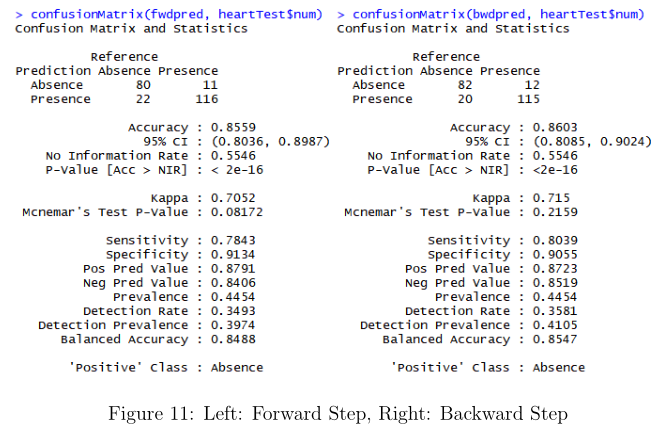 > confusionMatrix(fwdpred, heartTest$num)
Confusion Matrix and Statistics
Reference
Prediction Absence Presence
Absence 80 11
Presence 22 116
Accuracy : 0.8559
95% CI : (0.8036, 0.8987)
No Information Rate : 0.5546
P-Value [Acc > NIR] : < 2e-16
Kappa : 0.7052
Mcnemar's Test P-Value : 0.08172
Sensitivity : 0.7843
Specificity : 0.9134
Pos Pred Value : 0.8791
Neg Pred Value : 0.8406
Prevalence : 0.4454
Detection Rate : 0.3493
Detection Prevalence : 0.3974
Balanced Accuracy : 0.8488
'Positive' Class : Absence
> confusionMatrix(bwdpred, heartTest$num)
Confusion Matrix and Statistics
Reference
Prediction Absence Presence
Absence 82 12
Presence 20 115
Accuracy : 0.8603
95% CI : (0.8085, 0.9024)
No Information Rate : 0.5546
P-Value [Acc > NIR] : <2e-16
Kappa : 0.715
Mcnemar's Test P-Value : 0.2159
Sensitivity : 0.8039
Specificity : 0.9055
Pos Pred Value : 0.8723
Neg Pred Value : 0.8519
Prevalence : 0.4454
Detection Rate : 0.3581
Detection Prevalence : 0.4105
Balanced Accuracy : 0.8547
'Positive' Class : Absence
Figure 11: Left: Forward Step, Right: Backward Step